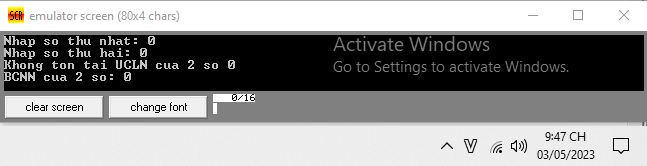 SCR emulator screen (80x4 chars)
Nhap so thu nhat: 0
Nhap so thu hai: 0
Khong ton tai UCLN cua 2 so 0
BCNN cua 2 so: 0
Activate Windows
Go to Settings to activate Windows.
clear screen change font 0/16
9:47 CH
03/05/2023